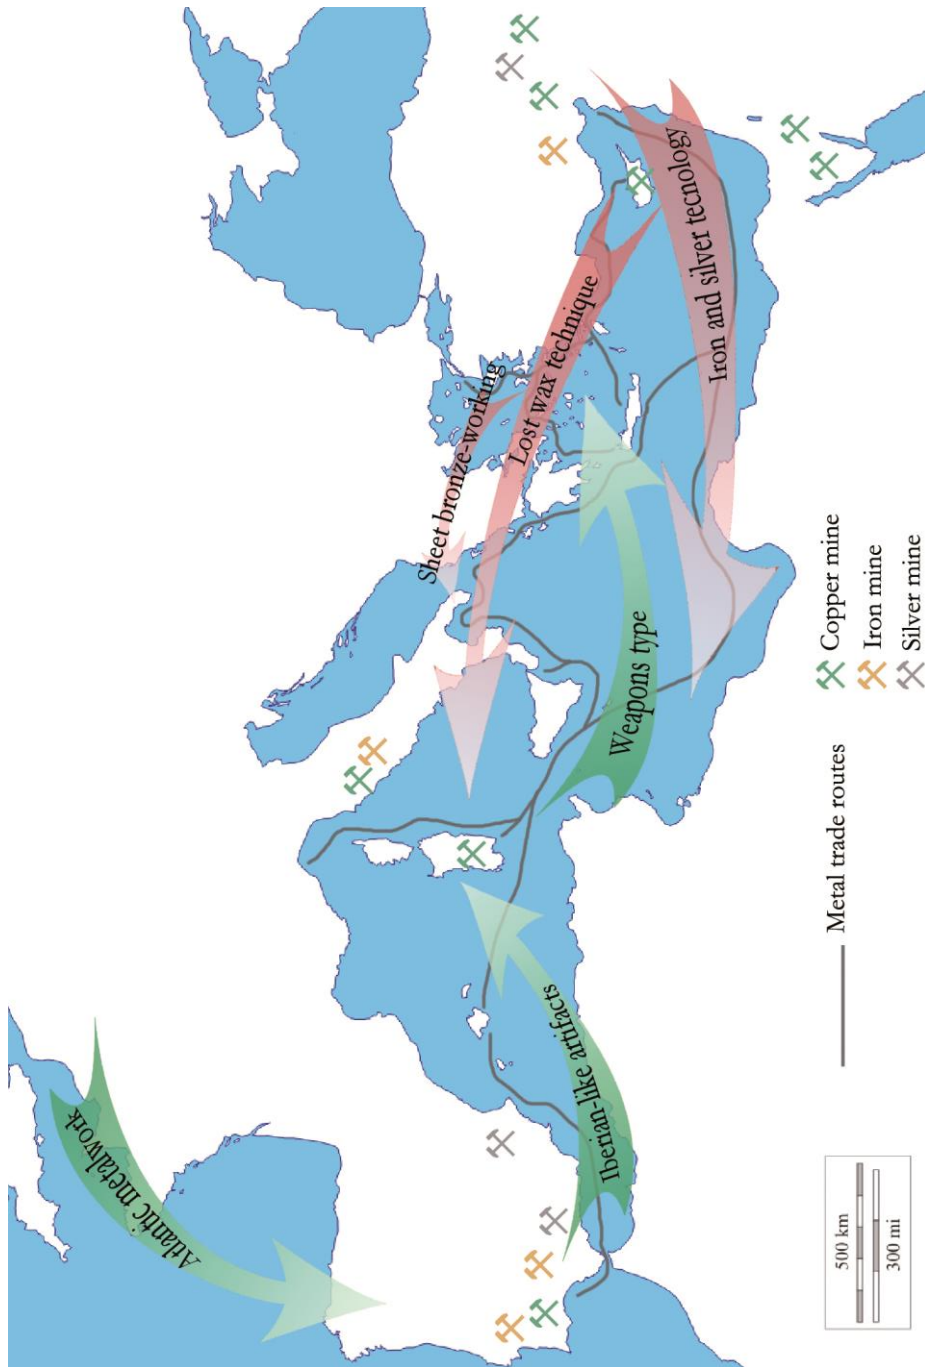 Atlantic metalwork
Iberian-like artifacts
Weapons type
Sheet bronze-working
Lost wax technique
Iron and silver tecnology
500 km
300 mi
Metal trade routes
Copper mine
Iron mine
Silver mine